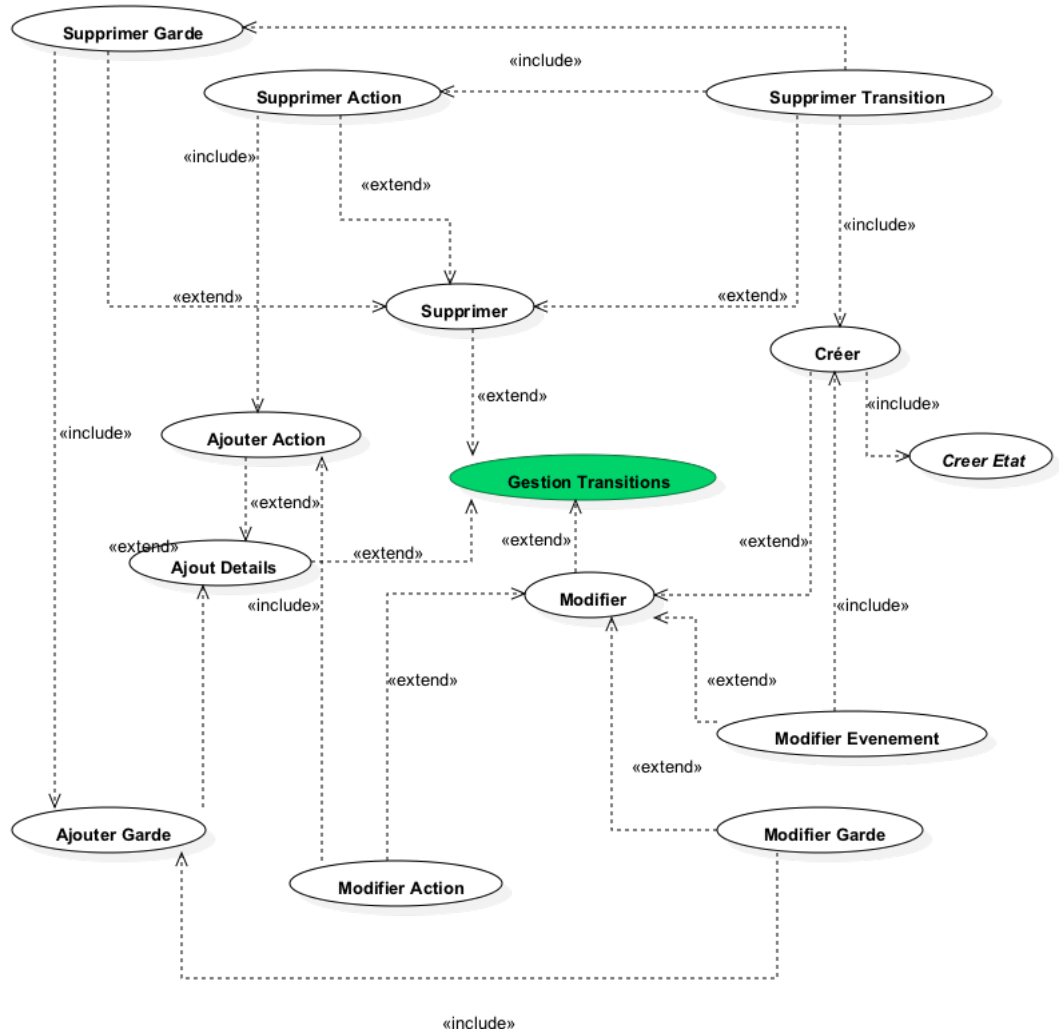 Supprimer Garde
«include»
Supprimer Action
Supprimer Transition
«include»
«extend»
«include»
«extend»
«extend»
Supprimer
Créer
«extend»
«include»
«include»
Ajouter Action
Creer Etat
Gestion Transitions
«extend»
«extend»
«extend»
«extend»
«extend»
Ajout Details
Modifier
«include»
«include»
«extend»
«extend»
Modifier Evenement
«extend»
Ajouter Garde
Modifier Garde
Modifier Action
«include»